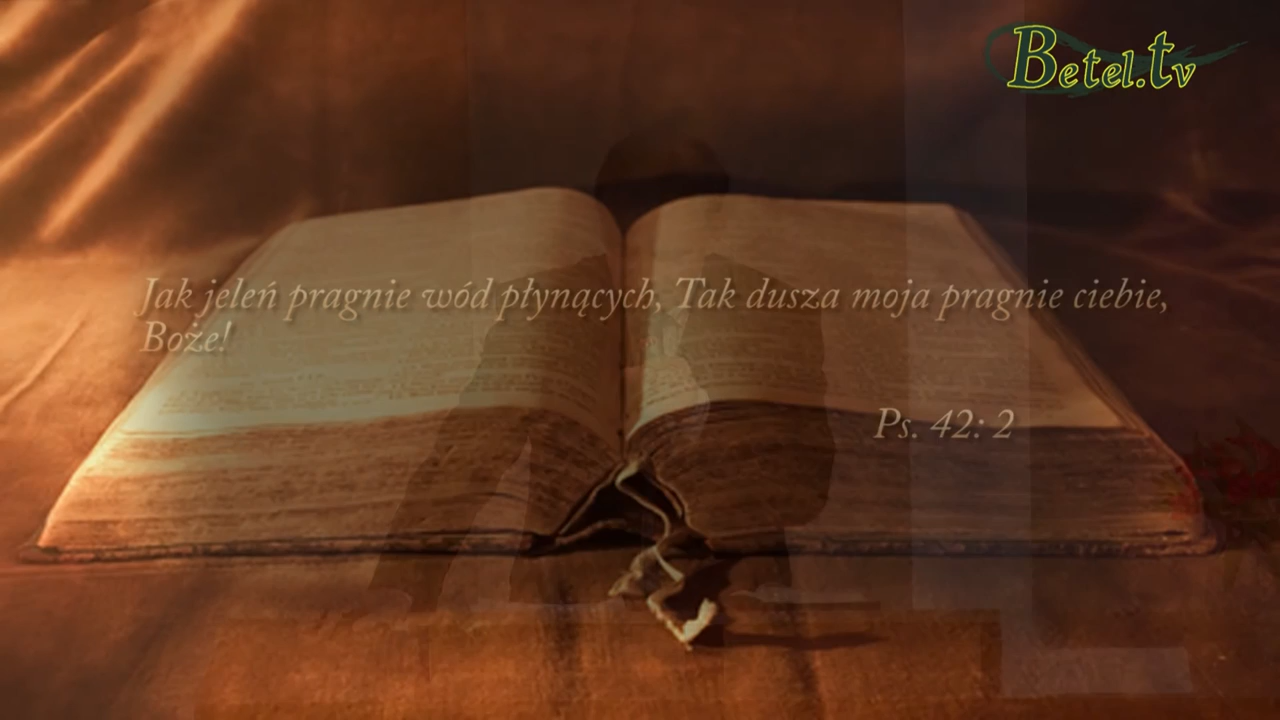 Betel.tv
Jak jeleń pragnie wód płynących, Tak dusza moja pragnie ciebie,
Boże!
Ps. 42: 2